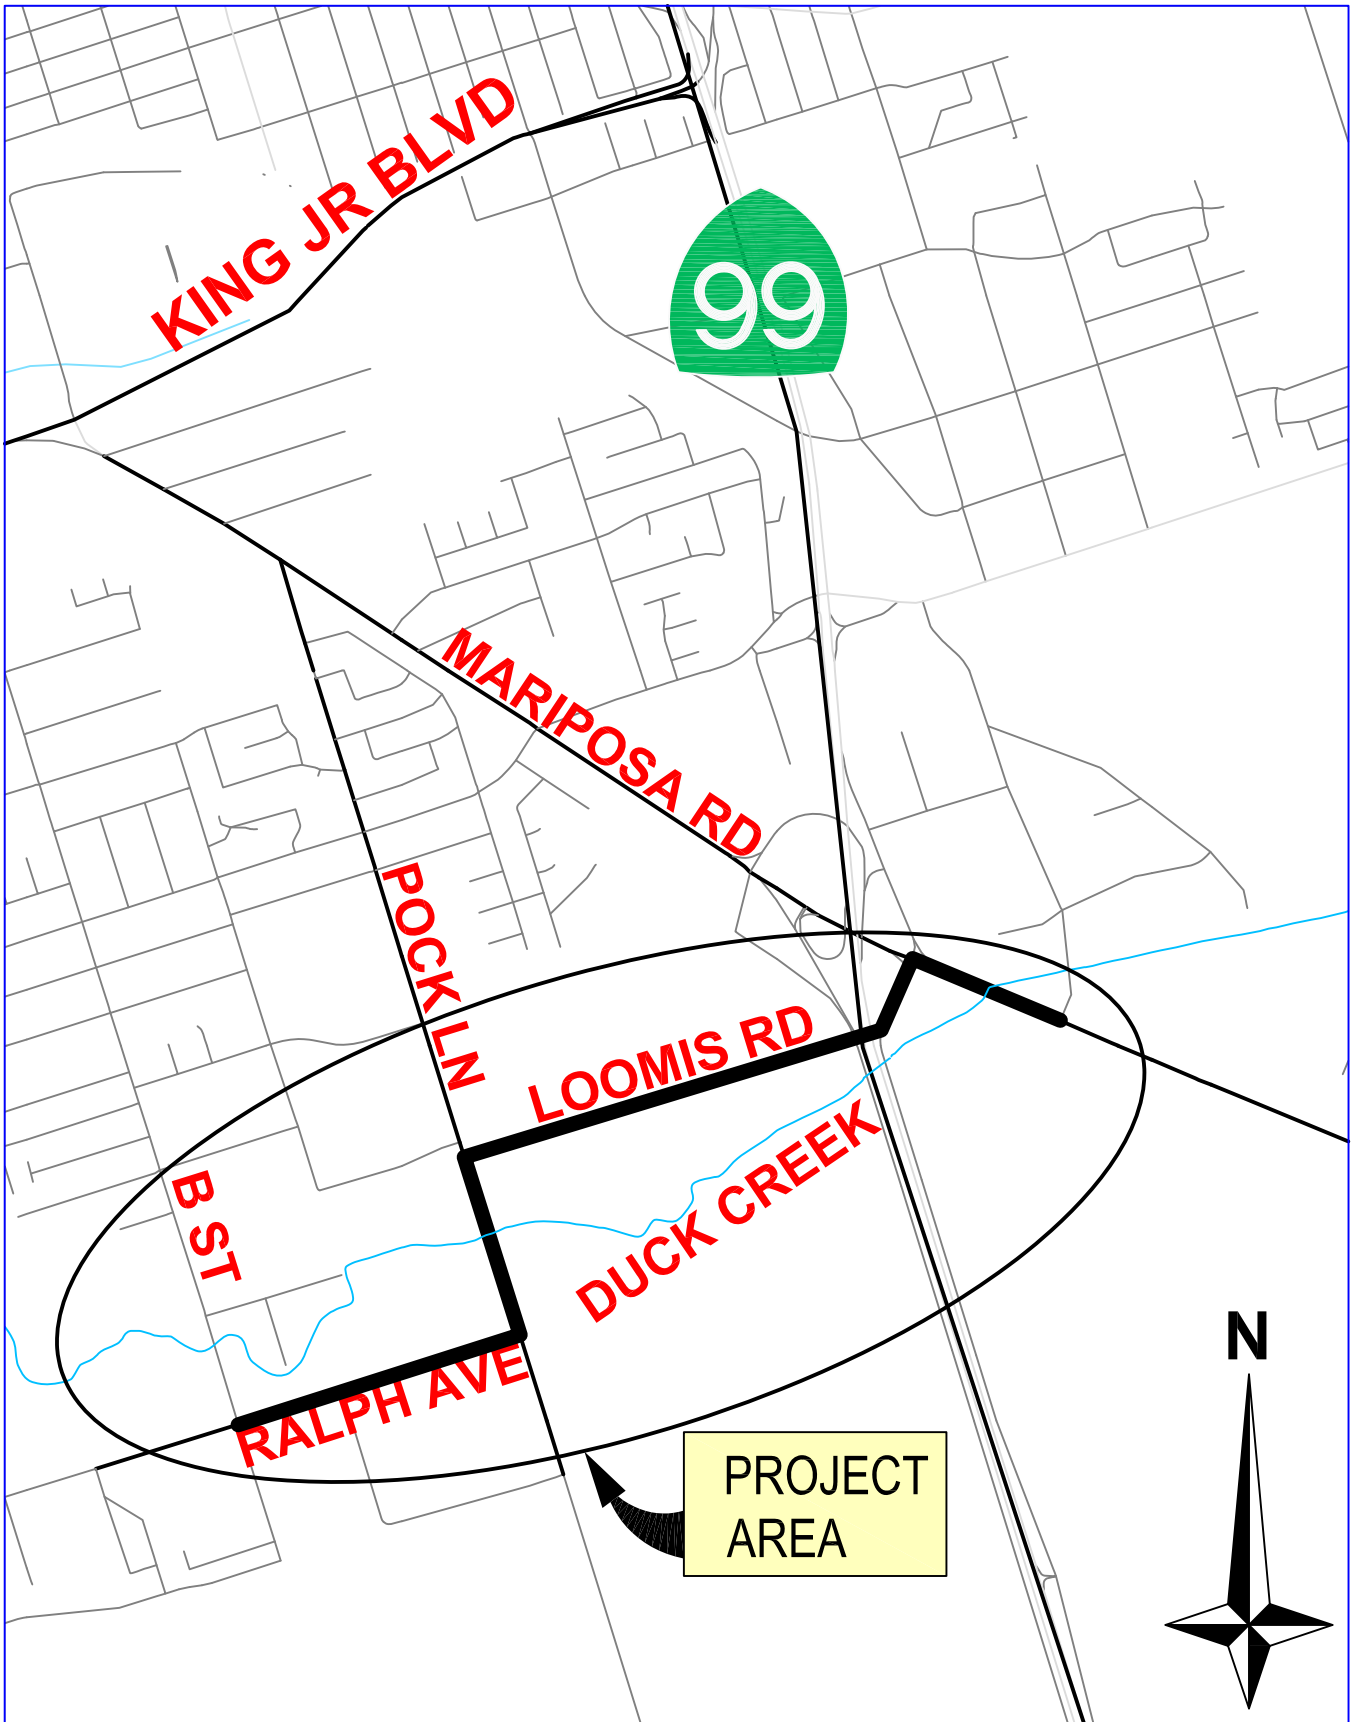 KING JR BLVD
99
MARIPOSA RD
POCK LN
LOOMIS RD
DUCK CREEK
B ST
RALPH AVE
N
PROJECT
AREA